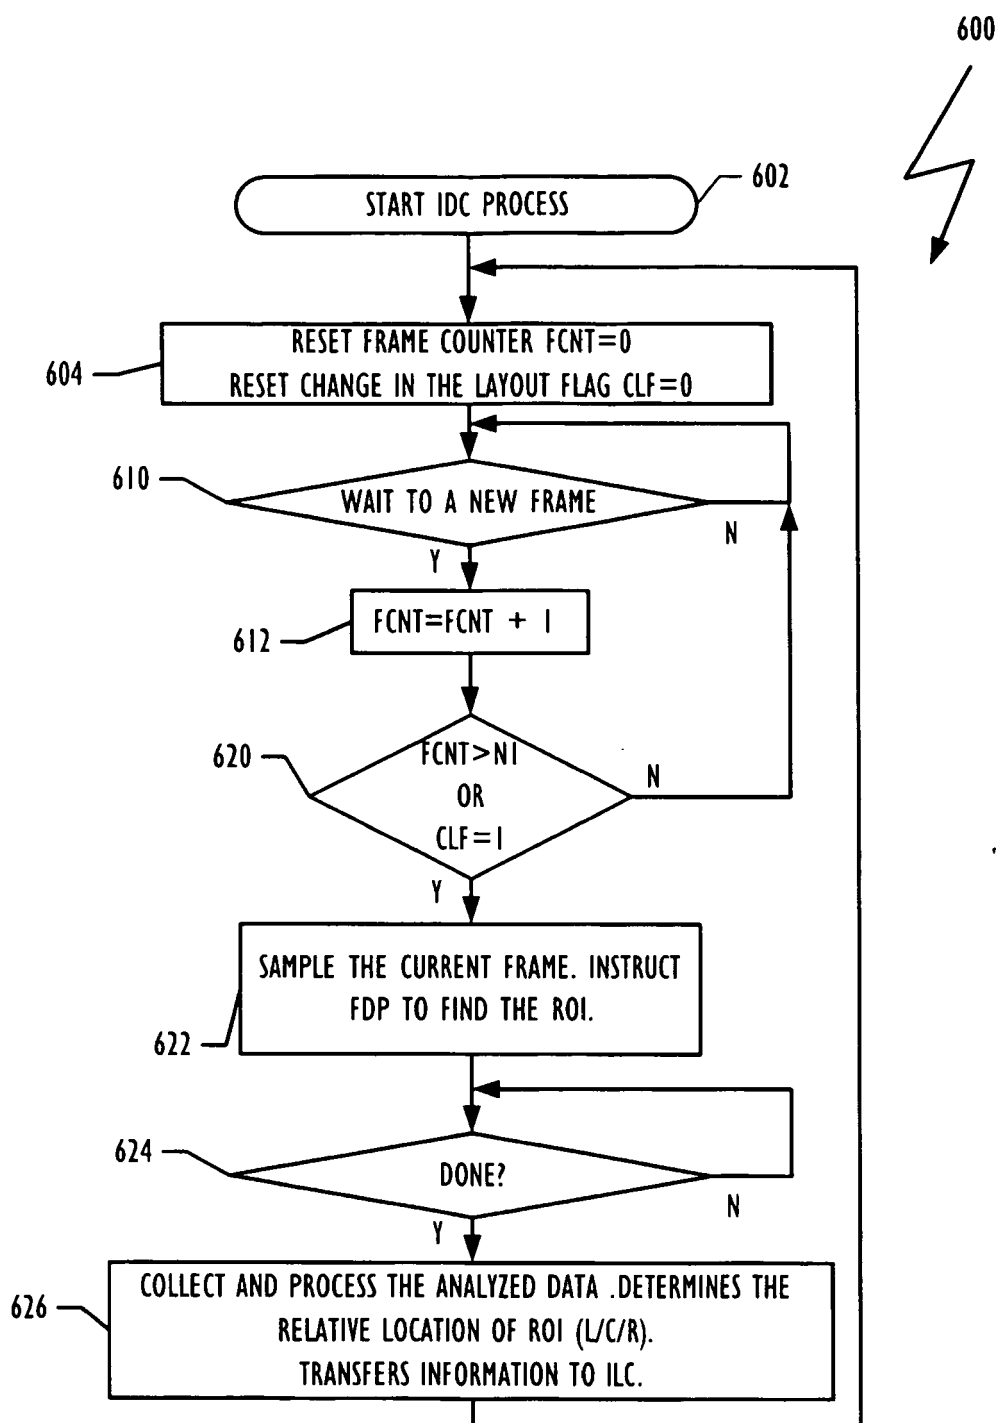 600
602
START IDC PROCESS
RESET FRAME COUNTER FCNT=0
604
RESET CHANGE IN THE LAYOUT FLAG CLF=0
610
WAIT TO A NEW FRAME
N
Y
612
FCNT=FCNT + 1
620
FCNT>N1
OR
CLF=1
N
Y
SAMPLE THE CURRENT FRAME. INSTRUCT
FDP TO FIND THE ROI.
622
624
DONE?
N
Y
COLLECT AND PROCESS THE ANALYZED DATA .DETERMINES THE
626
RELATIVE LOCATION OF ROI (L/C/R).
TRANSFERS INFORMATION TO ILC.